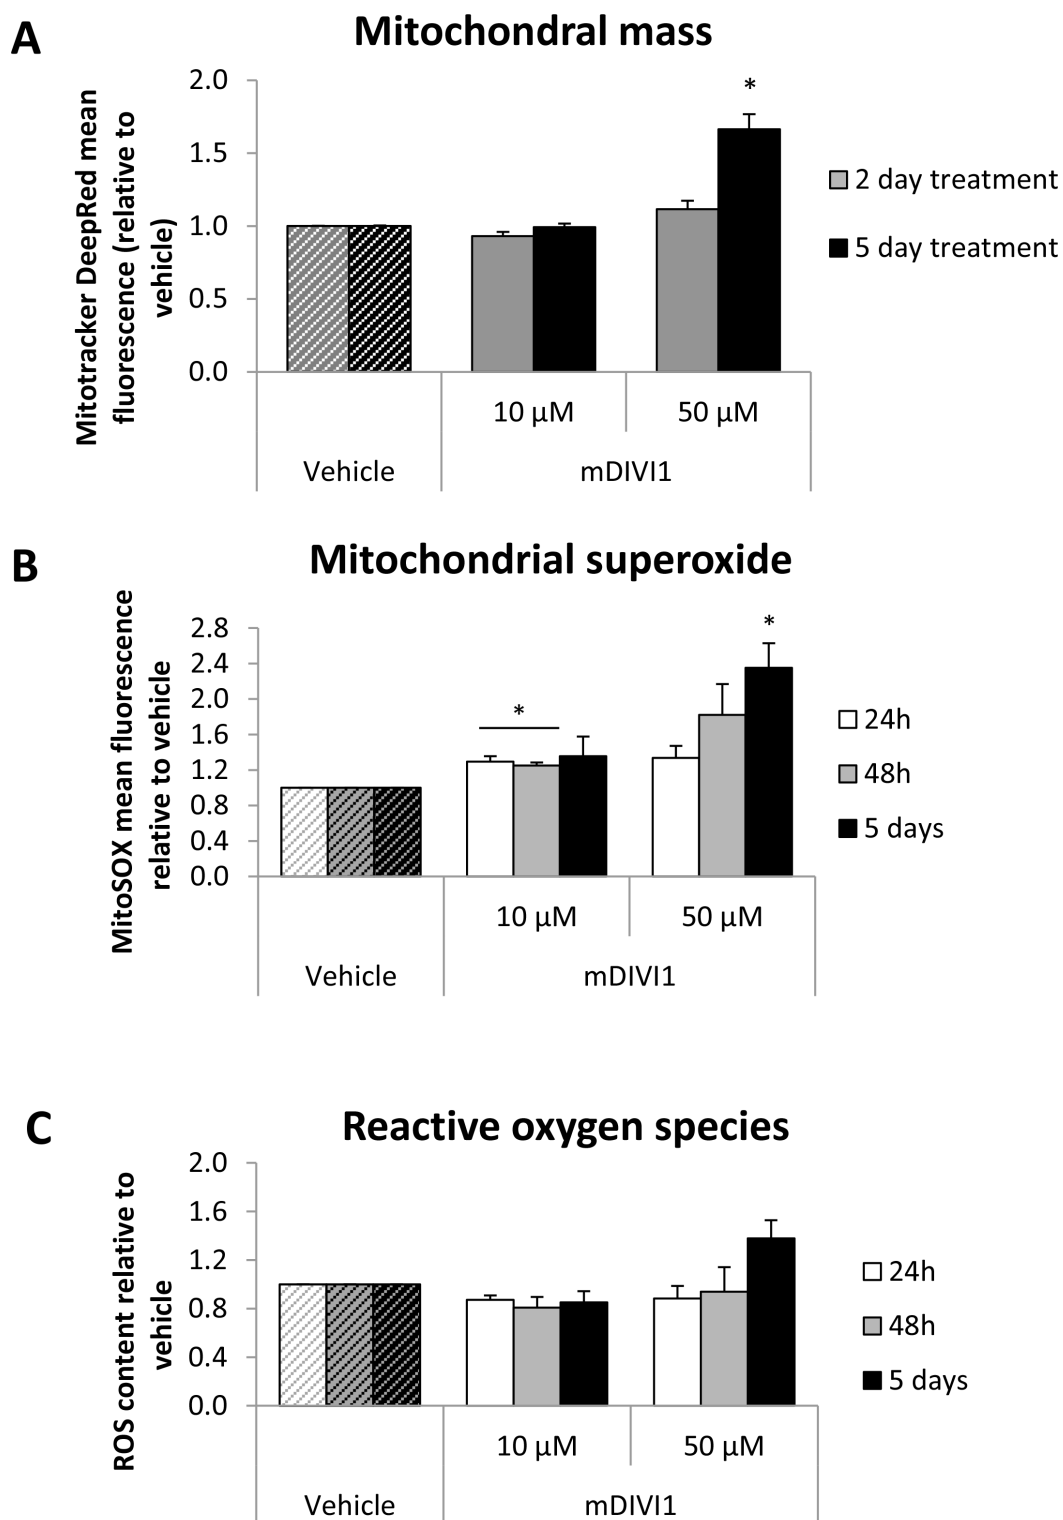 A
Mitochondral mass
Mitotracker DeepRed mean
fluorescence (relative to
vehicle)
2.0
1.5
1.0
0.5
0.0
*
2 day treatment
5 day treatment
10 µM
50 µM
Vehicle
mDIVI1
B
Mitochondrial superoxide
MitoSOX mean fluorescence
relative to vehicle
2.8
2.4
2.0
1.6
1.2
0.8
0.4
0.0
*
*
24h
48h
5 days
10 µM
50 µM
Vehicle
mDIVI1
C
Reactive oxygen species
ROS content relative to
vehicle
2.0
1.6
1.2
0.8
0.4
0.0
24h
48h
5 days
10 µM
50 µM
Vehicle
mDIVI1